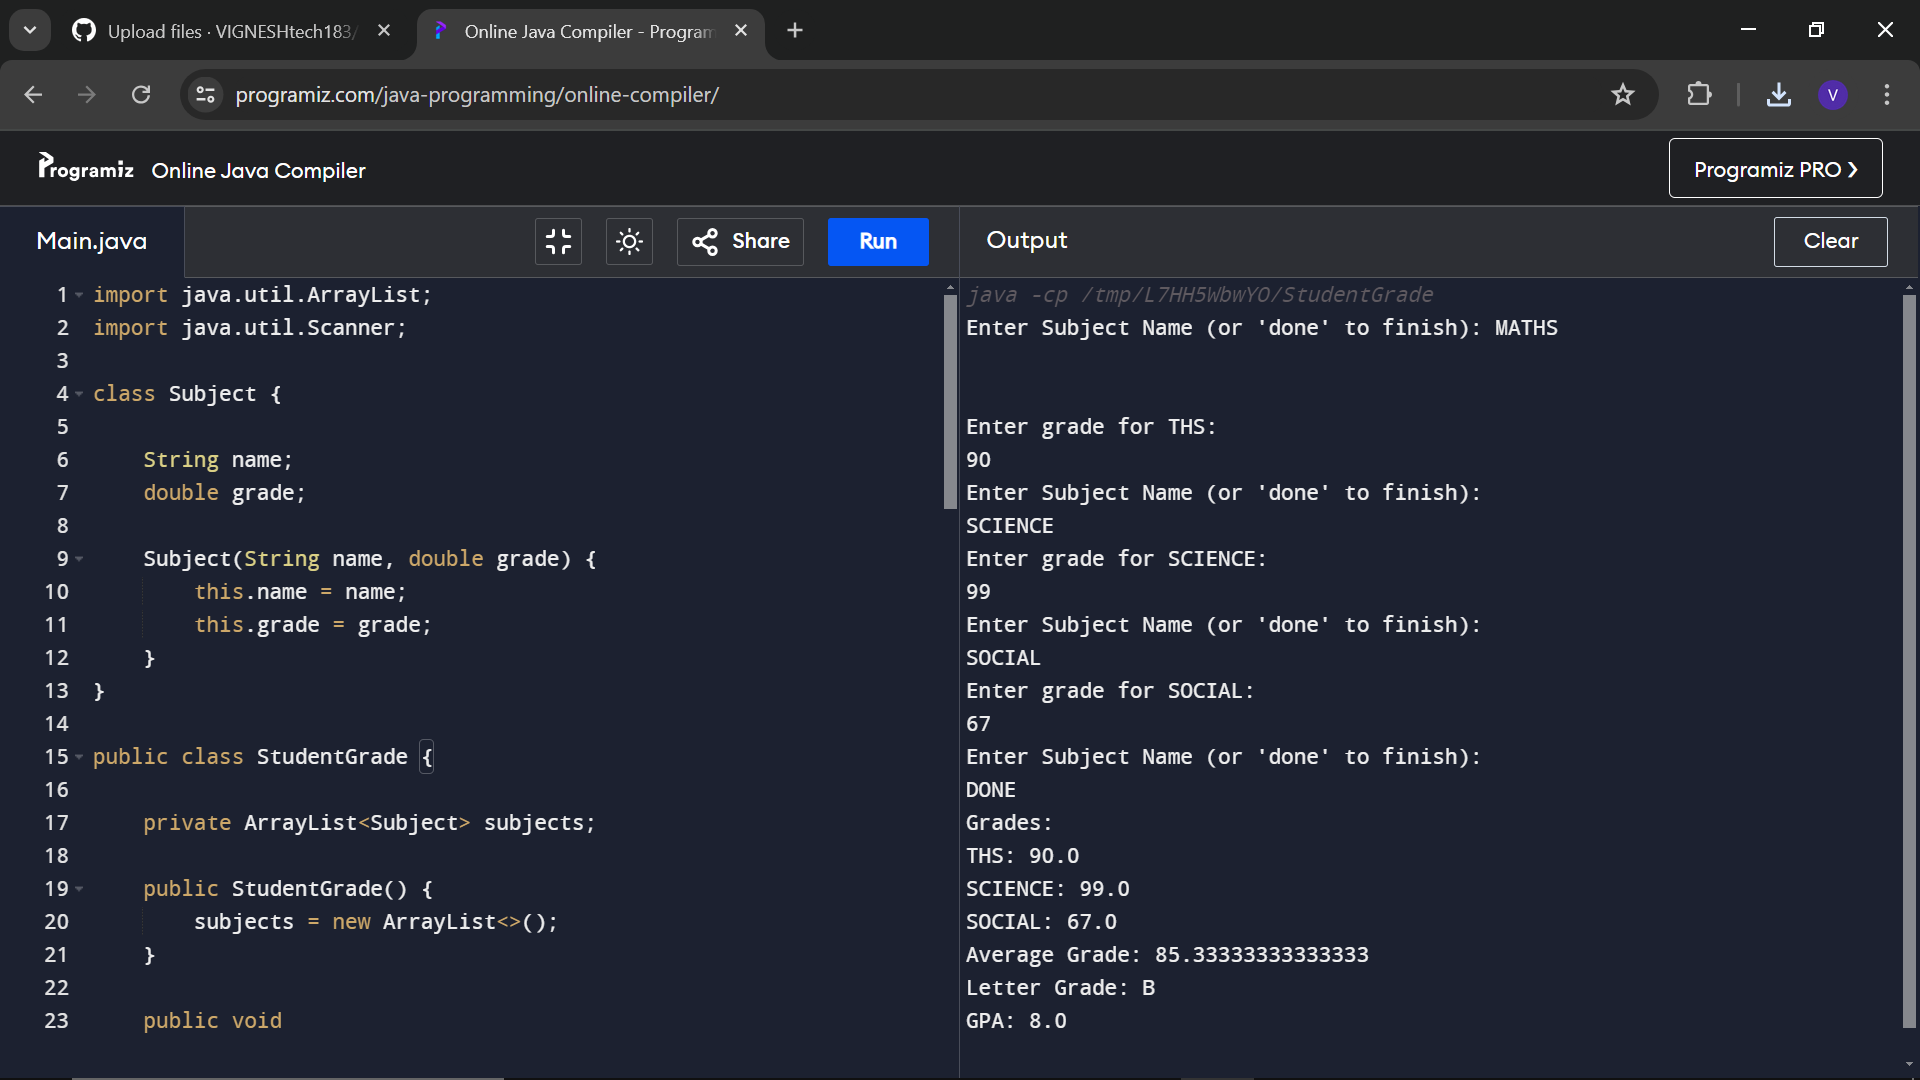 Upload files · VIGNESHtech183/
Online Java Compiler - Program
programiz.com/java-programming/online-compiler/
V
Programiz Online Java Compiler
Programiz PRO ❯
Main.java
Share
Run
Output
Clear
1 import java.util.ArrayList;
2 import java.util.Scanner;
3
4 class Subject {
5
6 String name;
7 double grade;
8
9 Subject(String name, double grade) {
10 this.name = name;
11 this.grade = grade;
12 }
13 }
14
15 public class StudentGrade {
16
17 private ArrayList<Subject> subjects;
18
19 public StudentGrade() {
20 subjects = new ArrayList<>();
21 }
22
23 public void
java -cp /tmp/L7HH5WbwYO/StudentGrade
Enter Subject Name (or 'done' to finish): MATHS
Enter grade for THS:
90
Enter Subject Name (or 'done' to finish):
SCIENCE
Enter grade for SCIENCE:
99
Enter Subject Name (or 'done' to finish):
SOCIAL
Enter grade for SOCIAL:
67
Enter Subject Name (or 'done' to finish):
DONE
Grades:
THS: 90.0
SCIENCE: 99.0
SOCIAL: 67.0
Average Grade: 85.33333333333333
Letter Grade: B
GPA: 8.0